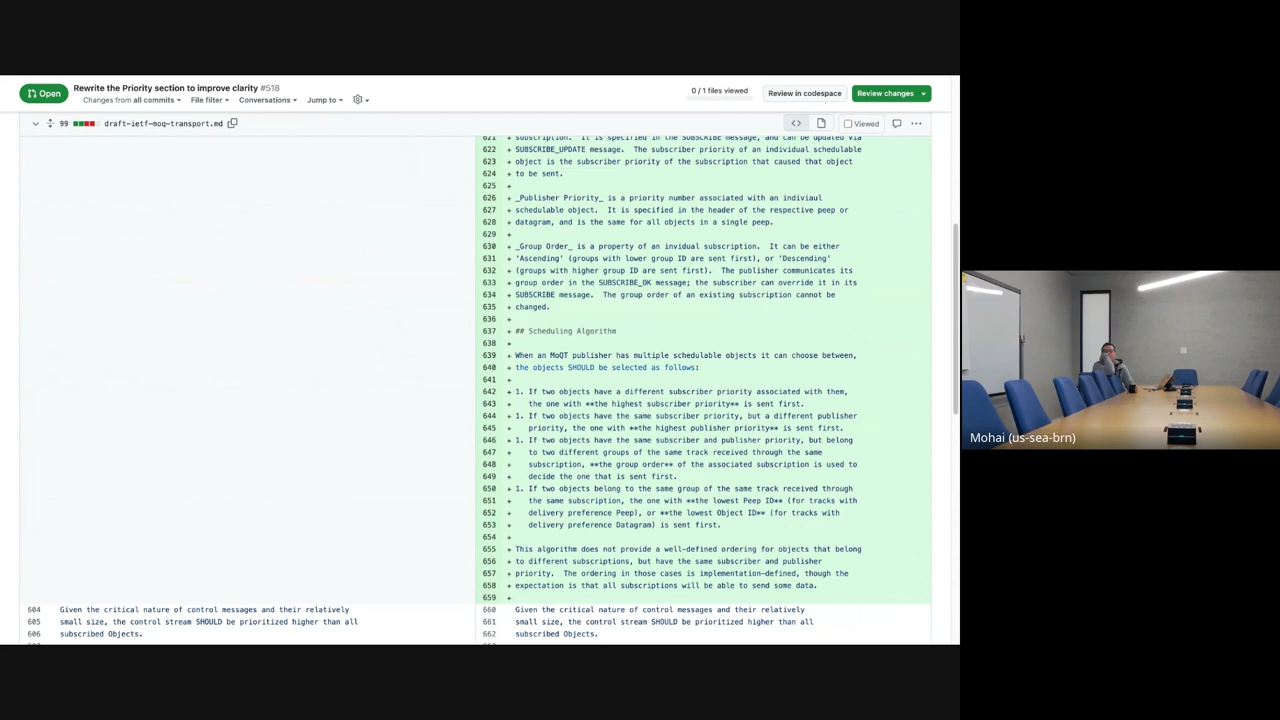 Open
Rewrite the Priority section to improve clarity #518
Changes from all commits
File filter
Conversations
Jump to
0 / 1 files viewed
Review in codespace
Review changes
99
draft-ietf-moq-transport.md
Viewed
621 + subscription. It is specified in the SUBSCRIBE message, and can be updated via
622 + SUBSCRIBE_UPDATE message. The subscriber priority of an individual schedulable
623 + object is the subscriber priority of the subscription that caused that object
624 + to be sent.
625 +
626 + _Publisher Priority_ is a priority number associated with an indiviaul
627 + schedulable object. It is specified in the header of the respective peep or
628 + datagram, and is the same for all objects in a single peep.
629 +
630 + _Group Order_ is a property of an invidual subscription. It can be either
631 + 'Ascending' (groups with lower group ID are sent first), or 'Descending'
632 + (groups with higher group ID are sent first). The publisher communicates its
633 + group order in the SUBSCRIBE_OK message; the subscriber can override it in its
634 + SUBSCRIBE message. The group order of an existing subscription cannot be
635 + changed.
636 +
637 + ## Scheduling Algorithm
638 +
639 + When an MoQT publisher has multiple schedulable objects it can choose between,
640 + the objects SHOULD be selected as follows:
641 +
642 + 1. If two objects have a different subscriber priority associated with them,
643 + the one with **the highest subscriber priority** is sent first.
644 + 1. If two objects have the same subscriber priority, but a different publisher
645 + priority, the one with **the highest publisher priority** is sent first.
646 + 1. If two objects have the same subscriber and publisher priority, but belong
647 + to two different groups of the same track received through the same
648 + subscription, **the group order** of the associated subscription is used to
649 + decide the one that is sent first.
650 + 1. If two objects belong to the same group of the same track received through
651 + the same subscription, the one with **the lowest Peep ID** (for tracks with
652 + delivery preference Peep), or **the lowest Object ID** (for tracks with
653 + delivery preference Datagram) is sent first.
654 +
655 + This algorithm does not provide a well-defined ordering for objects that belong
656 + to different subscriptions, but have the same subscriber and publisher
657 + priority. The ordering in those cases is implementation-defined, though the
658 + expectation is that all subscriptions will be able to send some data.
659 +
604 Given the critical nature of control messages and their relatively
605 small size, the control stream SHOULD be prioritized higher than all
606 subscribed Objects.
660 Given the critical nature of control messages and their relatively
661 small size, the control stream SHOULD be prioritized higher than all
662 subscribed Objects.
Mohai (us-sea-brn)